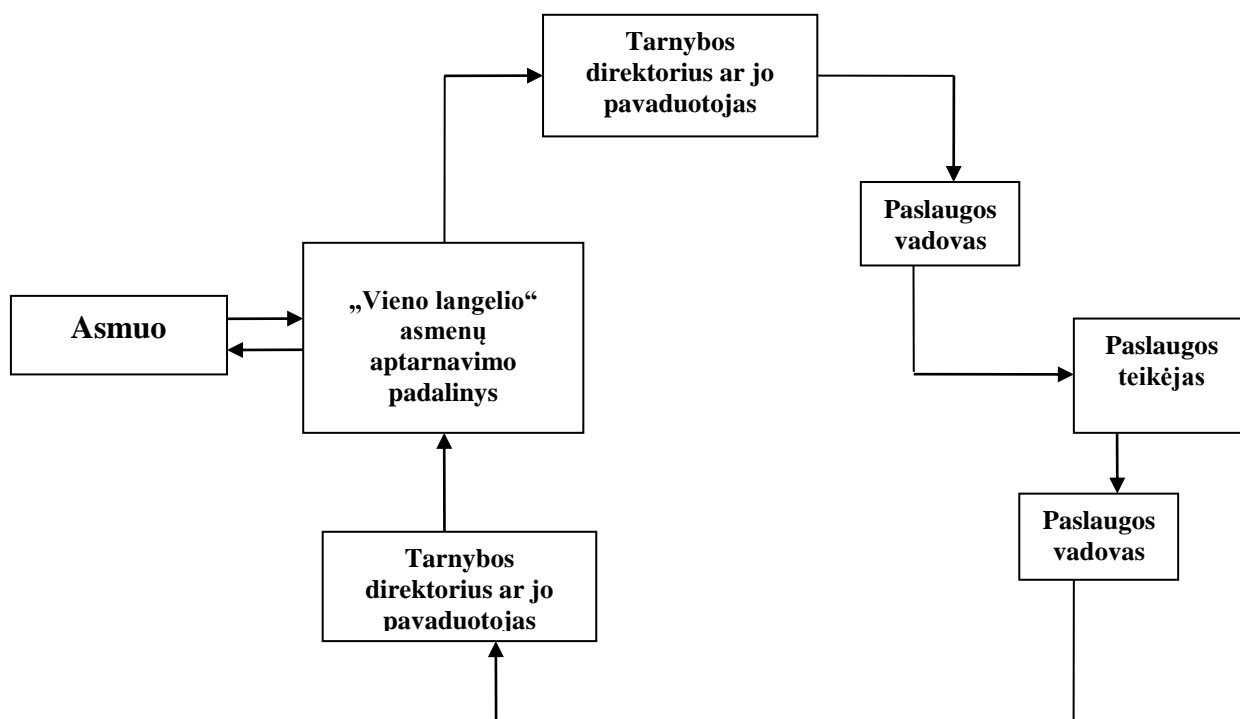 Tarnybos
direktorius ar jo
pavaduotojas
Paslaugos
vadovas
„Vieno langelio“
asmenų
aptarnavimo
padalinys
Asmuo
Paslaugos
teikėjas
Paslaugos
vadovas
Tarnybos
direktorius ar jo
pavaduotojas